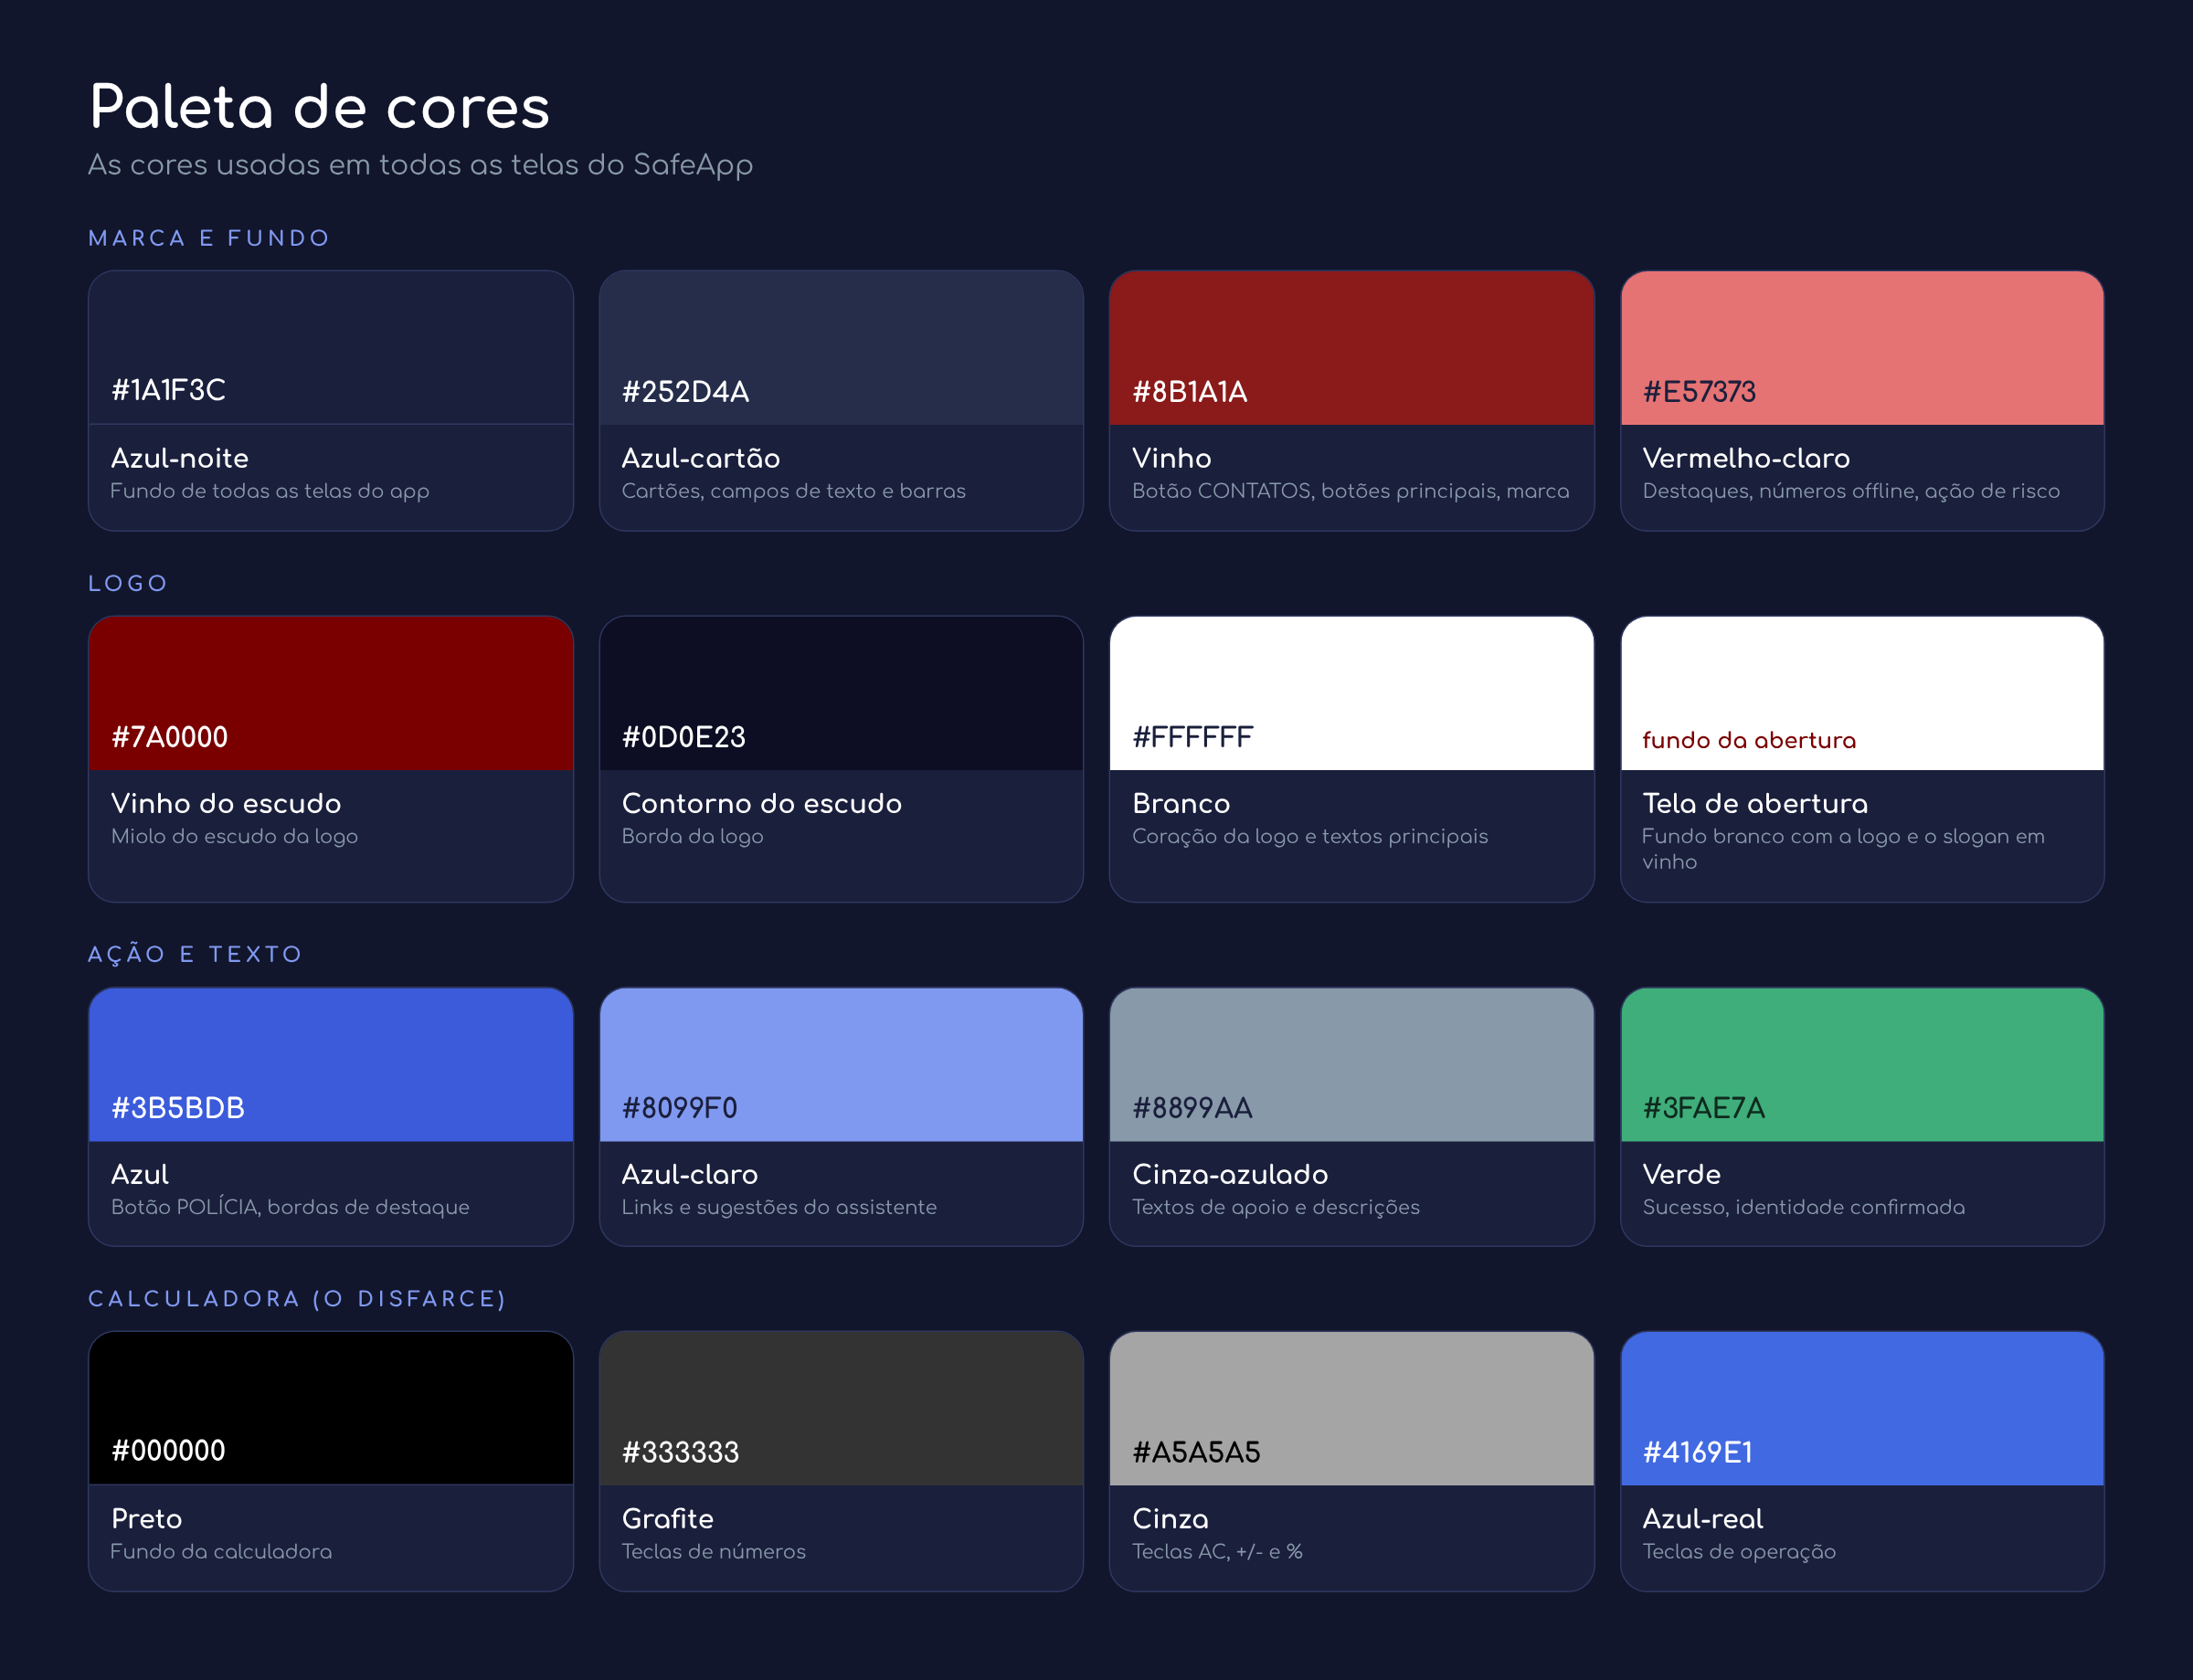 Paleta de cores
As cores usadas em todas as telas do SafeApp
MARCA E FUNDO
#1A1F3C
Azul-noite
Fundo de todas as telas do app
#252D4A
Azul-cartão
Cartões, campos de texto e barras
#8B1A1A
Vinho
Botão CONTATOS, botões principais, marca
#E57373
Vermelho-claro
Destaques, números offline, ação de risco
LOGO
#7A0000
Vinho do escudo
Miolo do escudo da logo
#0D0E23
Contorno do escudo
Borda da logo
#FFFFFF
Branco
Coração da logo e textos principais
fundo da abertura
Tela de abertura
Fundo branco com a logo e o slogan em
vinho
AÇÃO E TEXTO
#3B5BDB
Azul
Botão POLÍCIA, bordas de destaque
#8099F0
Azul-claro
Links e sugestões do assistente
#8899AA
Cinza-azulado
Textos de apoio e descrições
#3FAE7A
Verde
Sucesso, identidade confirmada
CALCULADORA (O DISFARCE)
#000000
Preto
Fundo da calculadora
#333333
Grafite
Teclas de números
#A5A5A5
Cinza
Teclas AC, +/- e %
#4169E1
Azul-real
Teclas de operação